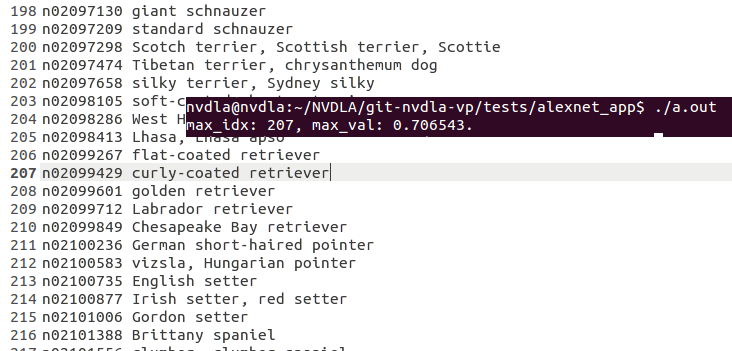 198 n02097130 giant schnauzer
199 n02097209 standard schnauzer
200 n02097298 Scotch terrier, Scottish terrier, Scottie
201 n02097474 Tibetan terrier, chrysanthemum dog
202 n02097658 silky terrier, Sydney silky
203 n02098105
nvdla@nvdla:~/NVDLA/git-nvdla-vp/tests/alexnet_app$ ./a.out
204 n02098286 West
max_idx: 207, max_val: 0.706543.
205 n02098413 Lhasa, Lhasa apso
206 n02099267 flat-coated retriever
207 n02099429 curly-coated retriever
208 n02099601 golden retriever
209 n02099712 Labrador retriever
210 n02099849 Chesapeake Bay retriever
211 n02100236 German short-haired pointer
212 n02100583 vizsla, Hungarian pointer
213 n02100735 English setter
214 n02100877 Irish setter, red setter
215 n02101006 Gordon setter
216 n02101388 Brittany spaniel